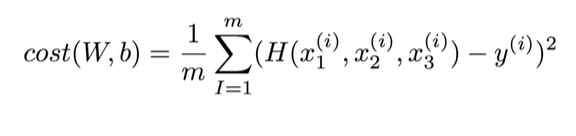 cost(W, b) = \frac{1}{m} \sum_{I=1}^{m} (H(x_1^{(i)}, x_2^{(i)}, x_3^{(i)}) - y^{(i)})^2